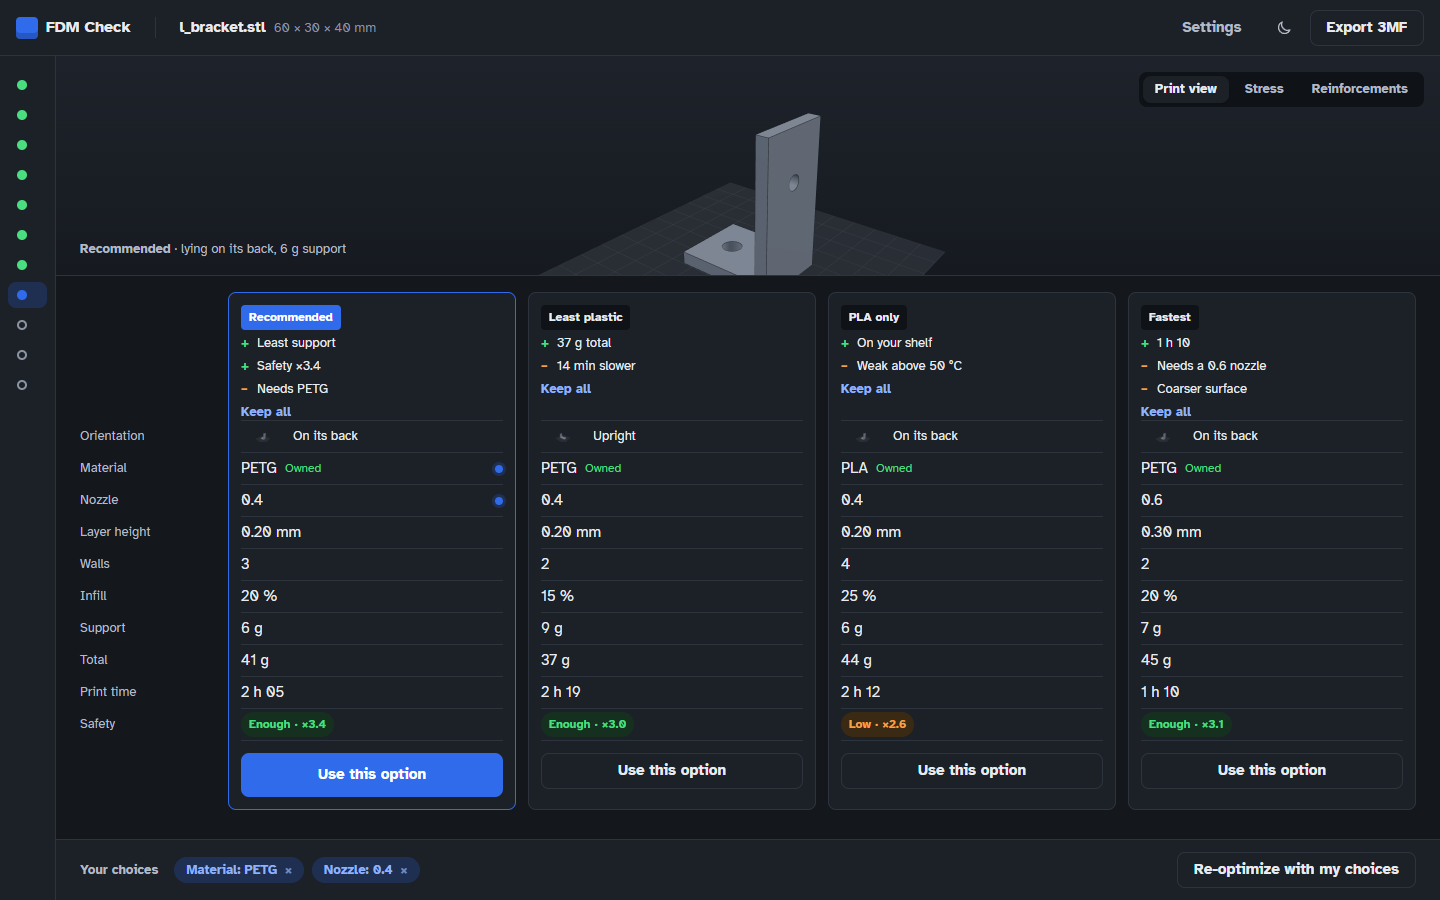 FDM Check
l_bracket.stl 60 × 30 × 40 mm
Settings
Export 3MF
Print view
Stress
Reinforcements
Recommended · lying on its back, 6 g support
Recommended
+ Least support
+ Safety ×3.4
− Needs PETG
Keep all
Least plastic
+ 37 g total
− 14 min slower
Keep all
PLA only
+ On your shelf
− Weak above 50 °C
Keep all
Fastest
+ 1 h 10
− Needs a 0.6 nozzle
− Coarser surface
Keep all
Orientation On its back Upright On its back On its back
Material PETG Owned PETG Owned PLA Owned PETG Owned
Nozzle 0.4 0.4 0.4 0.6
Layer height 0.20 mm 0.20 mm 0.20 mm 0.30 mm
Walls 3 2 4 2
Infill 20 % 15 % 25 % 20 %
Support 6 g 9 g 6 g 7 g
Total 41 g 37 g 44 g 45 g
Print time 2 h 05 2 h 19 2 h 12 1 h 10
Safety Enough · ×3.4 Enough · ×3.0 Low · ×2.6 Enough · ×3.1
Use this option Use this option Use this option Use this option
Your choices Material: PETG × Nozzle: 0.4 × Re-optimize with my choices